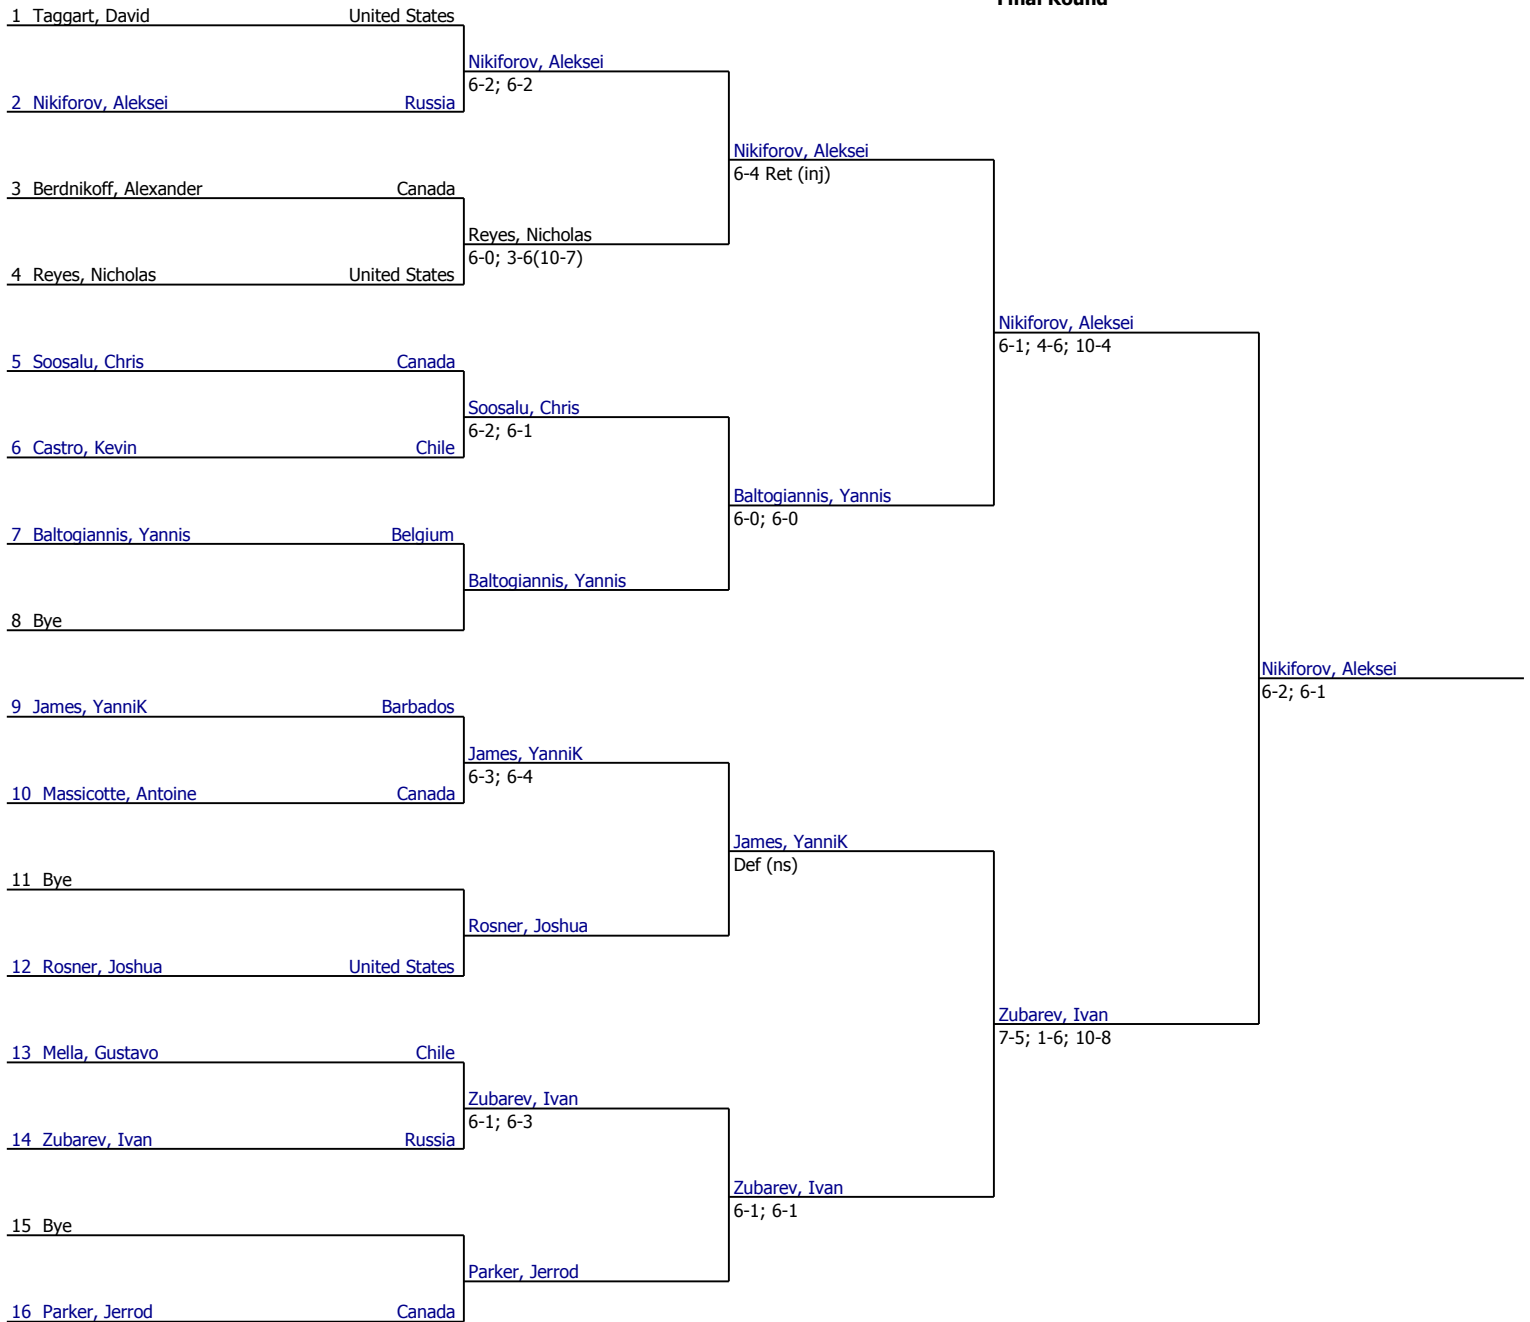 Final Round
1 Taggart, David United States
Nikiforov, Aleksei
6-2; 6-2
2 Nikiforov, Aleksei Russia
Nikiforov, Aleksei
6-4 Ret (inj)
3 Berdnikoff, Alexander Canada
Reyes, Nicholas
6-0; 3-6(10-7)
4 Reyes, Nicholas United States
Nikiforov, Aleksei
6-1; 4-6; 10-4
5 Soosalu, Chris Canada
Soosalu, Chris
6-2; 6-1
6 Castro, Kevin Chile
Baltogiannis, Yannis
6-0; 6-0
7 Baltogiannis, Yannis Belgium
Baltogiannis, Yannis
8 Bye
Nikiforov, Aleksei
6-2; 6-1
9 James, YanniK Barbados
James, YanniK
6-3; 6-4
10 Massicotte, Antoine Canada
James, YanniK
Def (ns)
11 Bye
Rosner, Joshua
12 Rosner, Joshua United States
Zubarev, Ivan
7-5; 1-6; 10-8
13 Mella, Gustavo Chile
Zubarev, Ivan
6-1; 6-3
14 Zubarev, Ivan Russia
Zubarev, Ivan
6-1; 6-1
15 Bye
Parker, Jerrod
16 Parker, Jerrod Canada